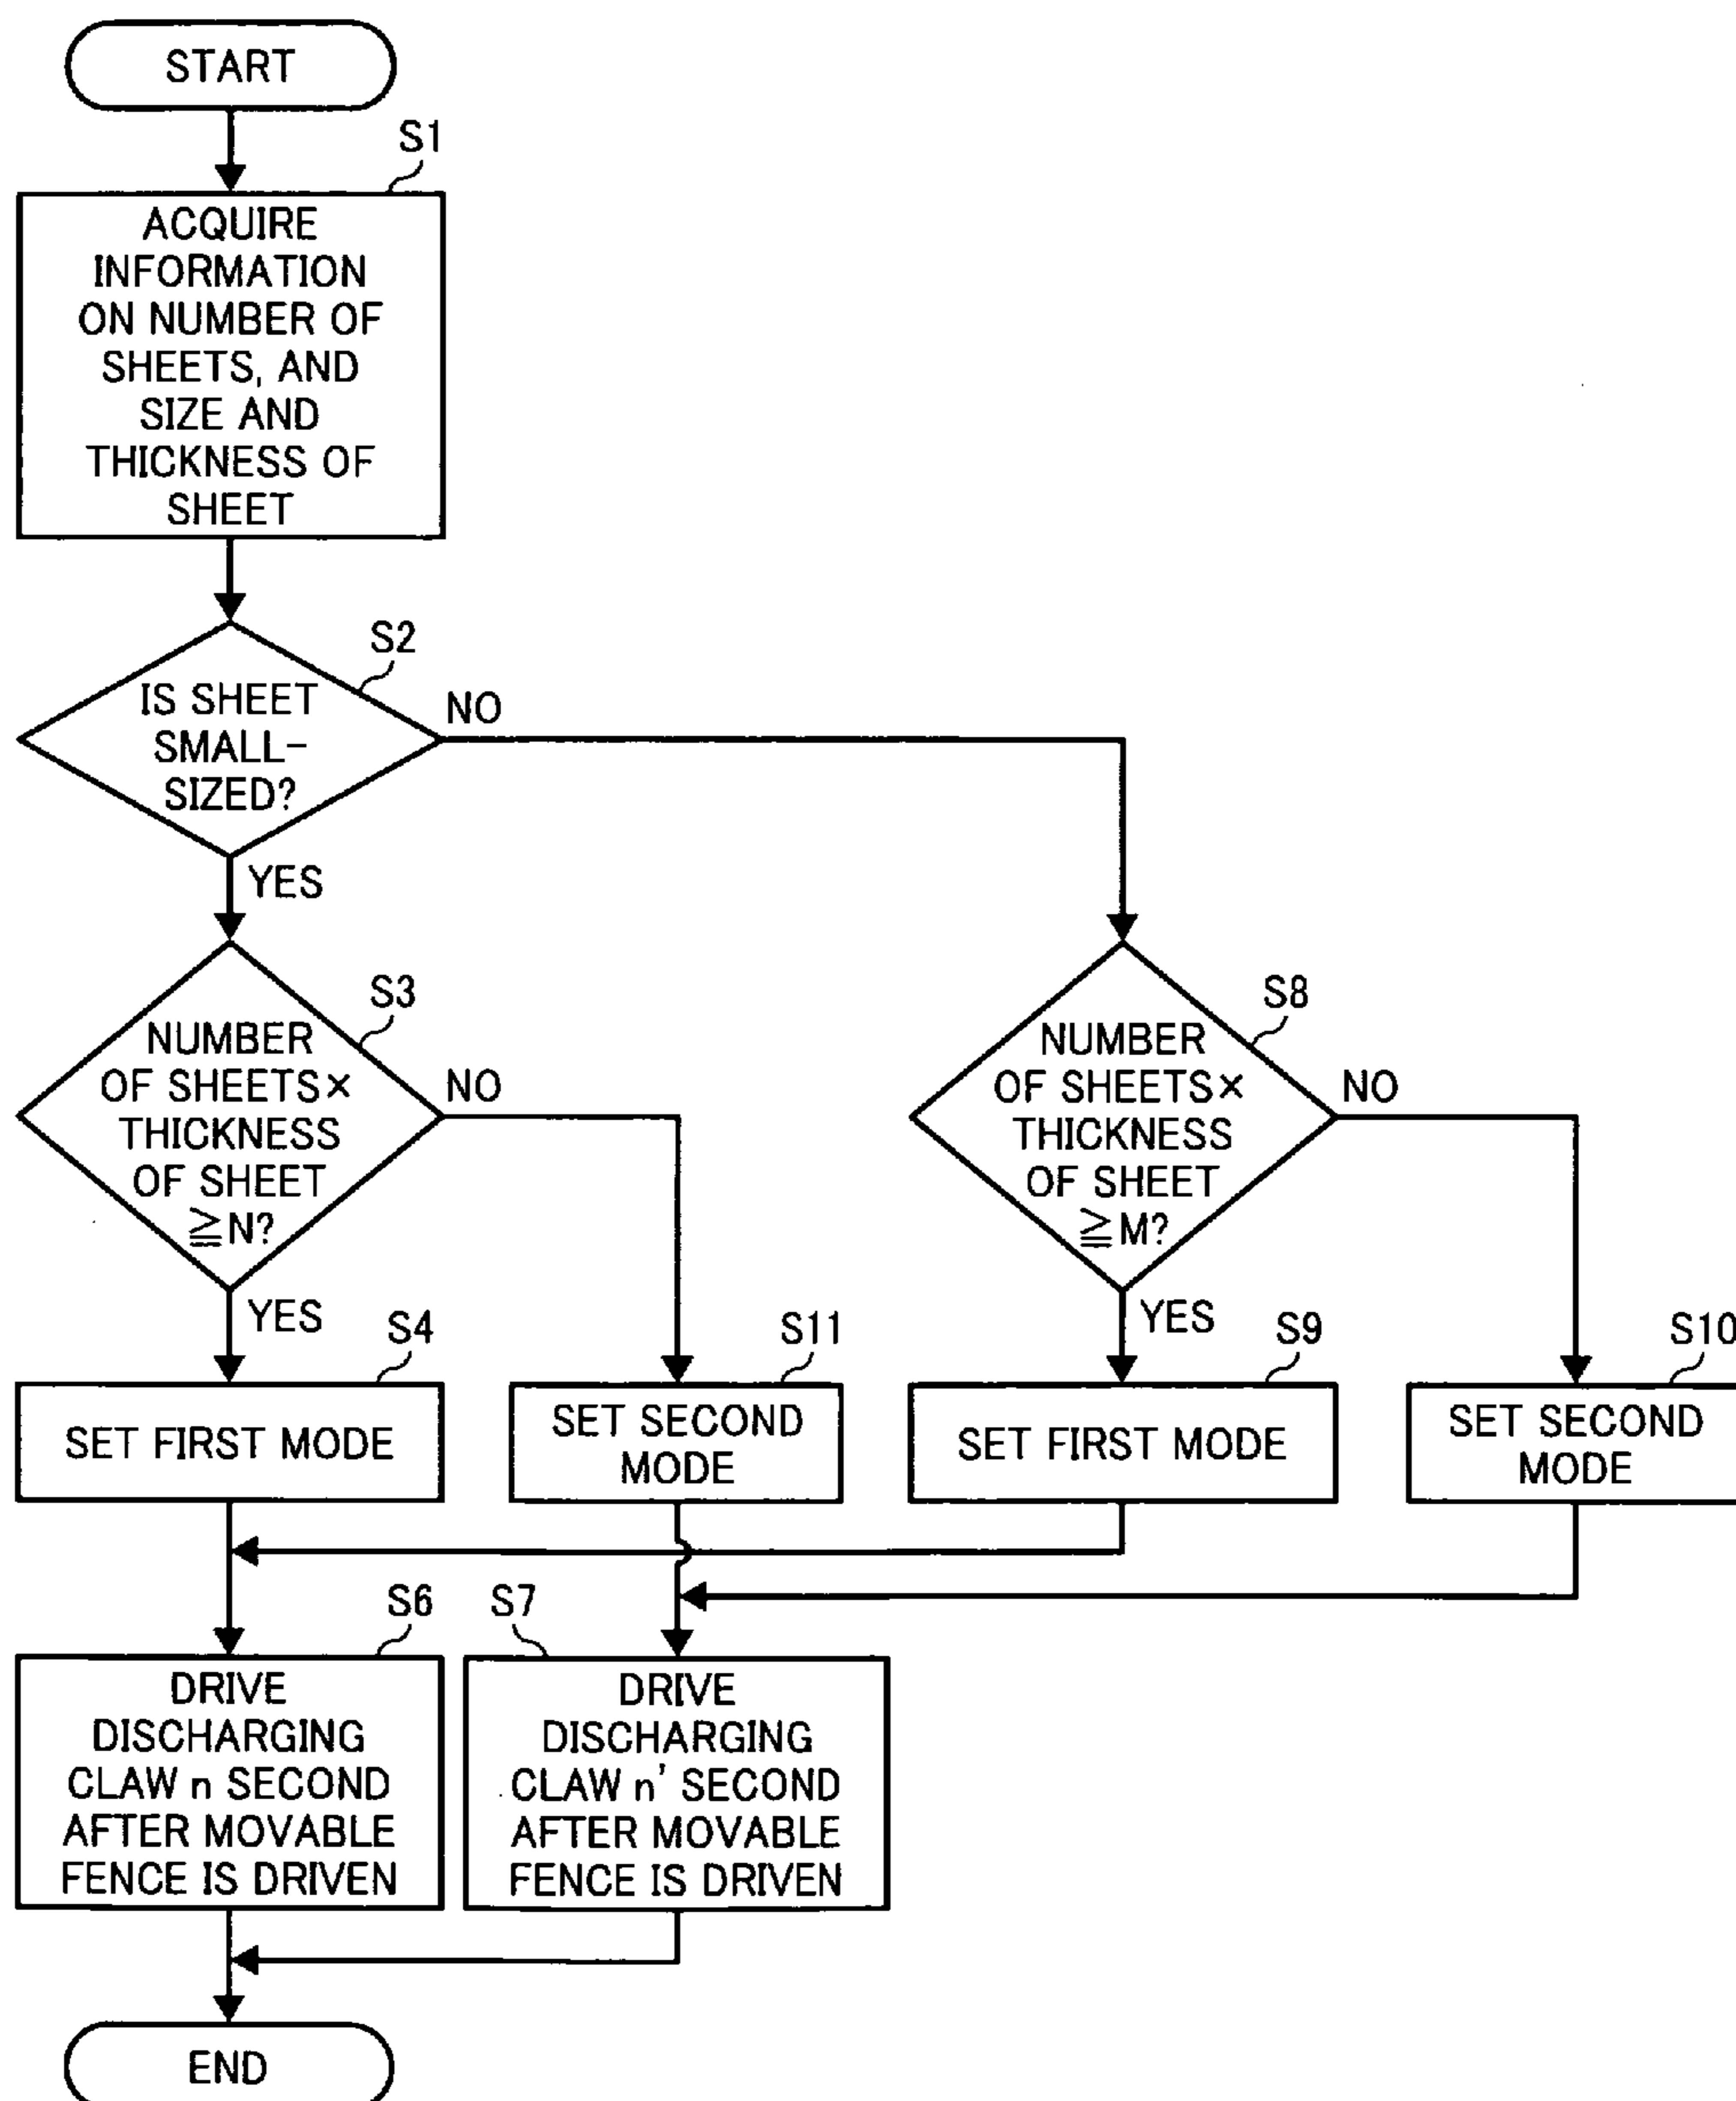 START
S1
ACQUIRE
INFORMATION
ON NUMBER OF
SHEETS, AND
SIZE AND
THICKNESS OF
SHEET
S2
IS SHEET
SMALL-
SIZED?
NO
YES
S3
NUMBER
OF SHEETS×
THICKNESS
OF SHEET
≧N?
NO
YES
S8
NUMBER
OF SHEETS×
THICKNESS
OF SHEET
≧M?
NO
YES
S4
SET FIRST MODE
S11
SET SECOND
MODE
S9
SET FIRST MODE
S10
SET SECOND
MODE
S6
DRIVE
DISCHARGING
CLAW n SECOND
AFTER MOVABLE
FENCE IS DRIVEN
S7
DRIVE
DISCHARGING
CLAW n' SECOND
AFTER MOVABLE
FENCE IS DRIVEN
END